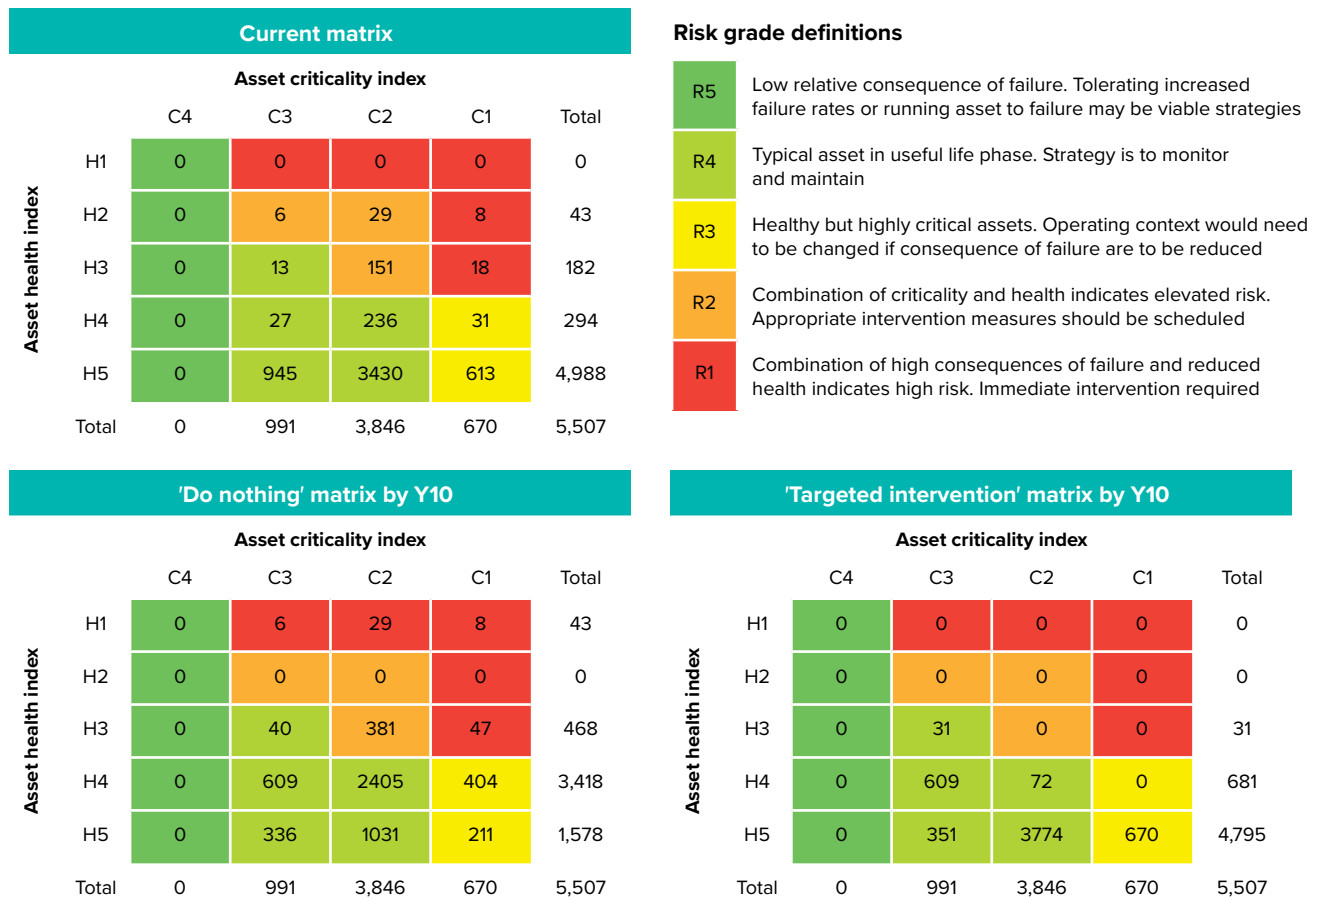 Current matrix
Asset criticality index
C4 C3 C2 C1 Total
Asset health index
H1 0 0 0 0 0
H2 0 6 29 8 43
H3 0 13 151 18 182
H4 0 27 236 31 294
H5 0 945 3430 613 4,988
Total 0 991 3,846 670 5,507
Risk grade definitions
R5 Low relative consequence of failure. Tolerating increased
failure rates or running asset to failure may be viable strategies
R4 Typical asset in useful life phase. Strategy is to monitor
and maintain
R3 Healthy but highly critical assets. Operating context would need
to be changed if consequence of failure are to be reduced
R2 Combination of criticality and health indicates elevated risk.
Appropriate intervention measures should be scheduled
R1 Combination of high consequences of failure and reduced
health indicates high risk. Immediate intervention required
'Do nothing' matrix by Y10
Asset criticality index
C4 C3 C2 C1 Total
Asset health index
H1 0 6 29 8 43
H2 0 0 0 0 0
H3 0 40 381 47 468
H4 0 609 2405 404 3,418
H5 0 336 1031 211 1,578
Total 0 991 3,846 670 5,507
'Targeted intervention' matrix by Y10
Asset criticality index
C4 C3 C2 C1 Total
Asset health index
H1 0 0 0 0 0
H2 0 0 0 0 0
H3 0 31 0 0 31
H4 0 609 72 0 681
H5 0 351 3774 670 4,795
Total 0 991 3,846 670 5,507